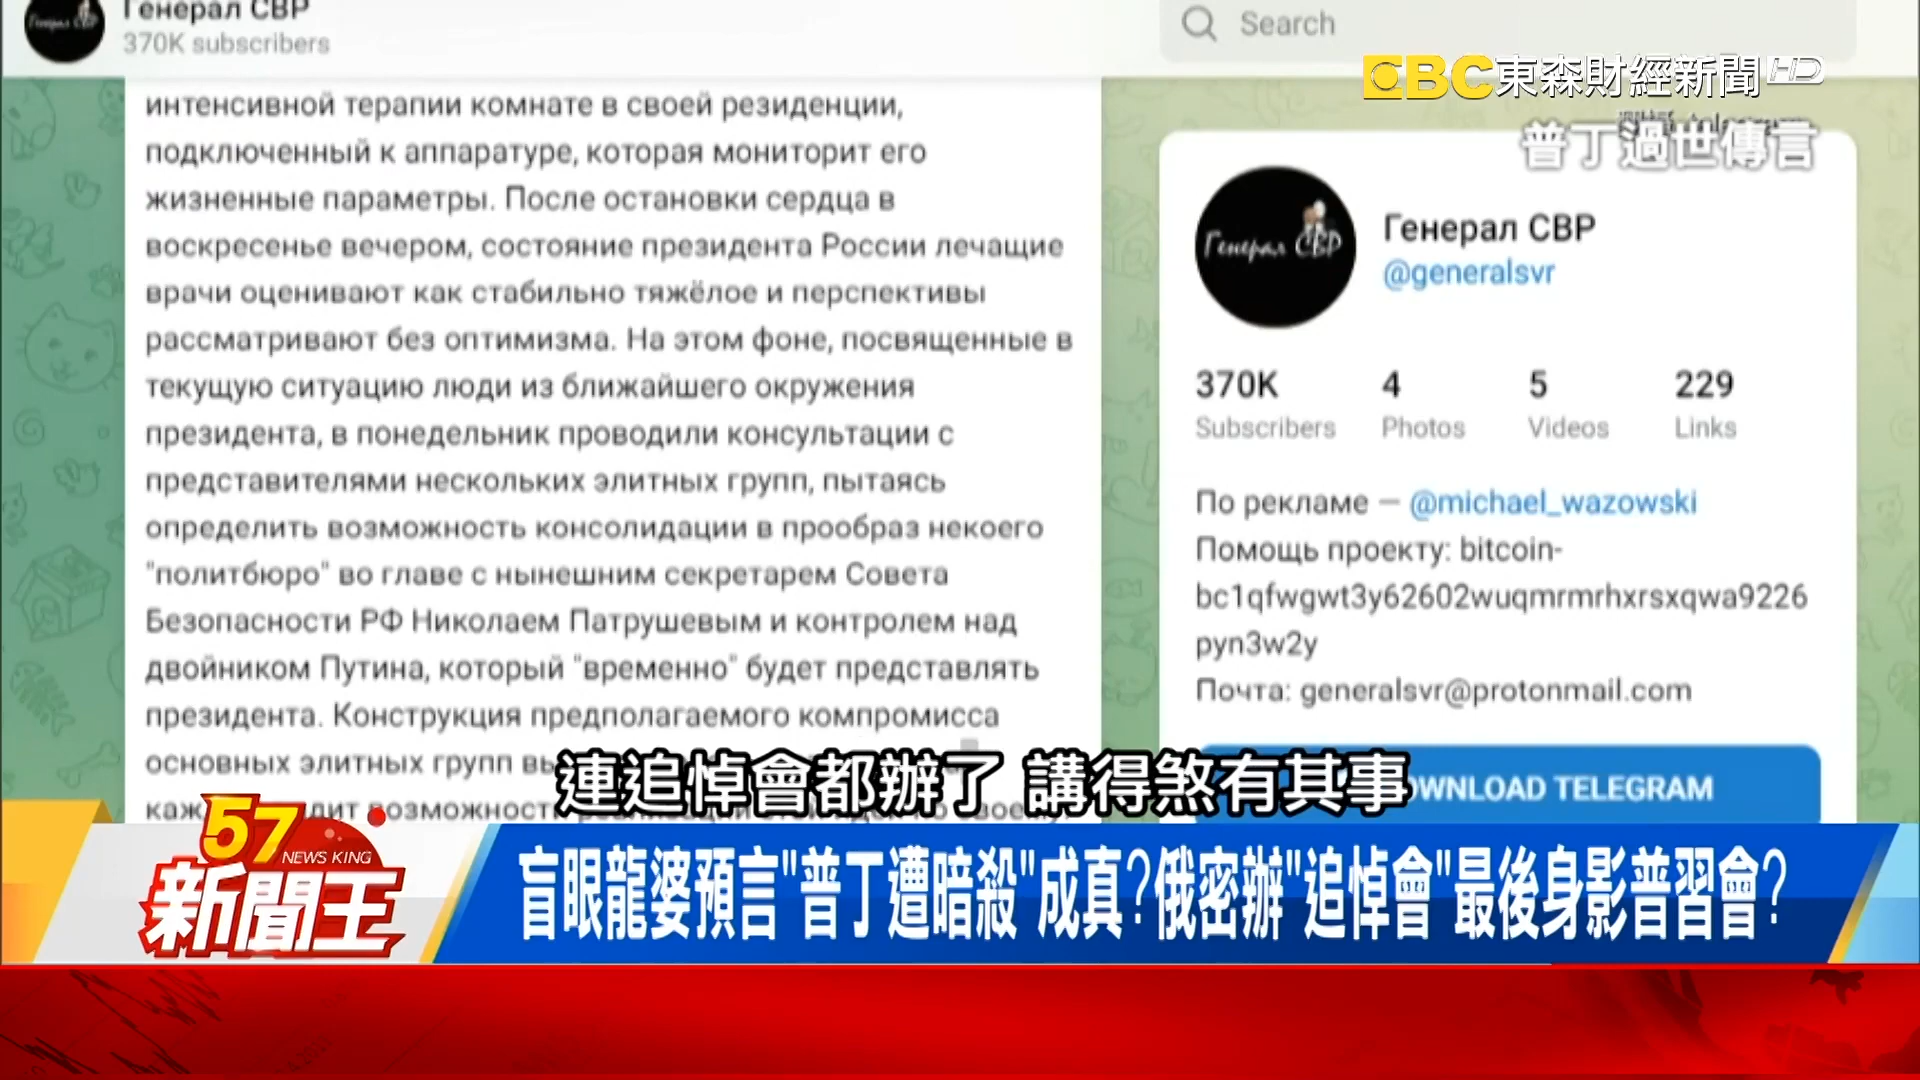 Генерал СВР
370K subscribers
Search
EBC東森財經新聞HD
普丁過世傳言
интенсивной терапии комнате в своей резиденции,
подключенный к аппаратуре, которая мониторит его
жизненные параметры. После остановки сердца в
воскресенье вечером, состояние президента России лечащие
врачи оценивают как стабильно тяжёлое и перспективы
рассматривают без оптимизма. На этом фоне, посвященные в
текущую ситуацию люди из ближайшего окружения
президента, в понедельник проводили консультации с
представителями нескольких элитных групп, пытаясь
определить возможность консолидации в прообраз некоего
"политбюро" во главе с нынешним секретарем Совета
Безопасности РФ Николаем Патрушевым и контролем над
двойником Путина, который "временно" будет представлять
президента. Конструкция предполагаемого компромисса
основных элитных групп
Генерал СВР
Генерал СВР
@generalsvr
370K 4 5 229
Subscribers Photos Videos Links
По рекламе — @michael_wazowski
Помощь проекту: bitcoin-
bc1qfwgwt3y62602wuqmrmrhxrsxqwa9226
pyn3w2y
Почта: generalsvr@protonmail.com
OWNLOAD TELEGRAM
連追悼會都辦了 講得煞有其事
57
NEWS KING
新聞王
盲眼龍婆預言"普丁遭暗殺"成真?俄密辦"追悼會"最後身影普習會?